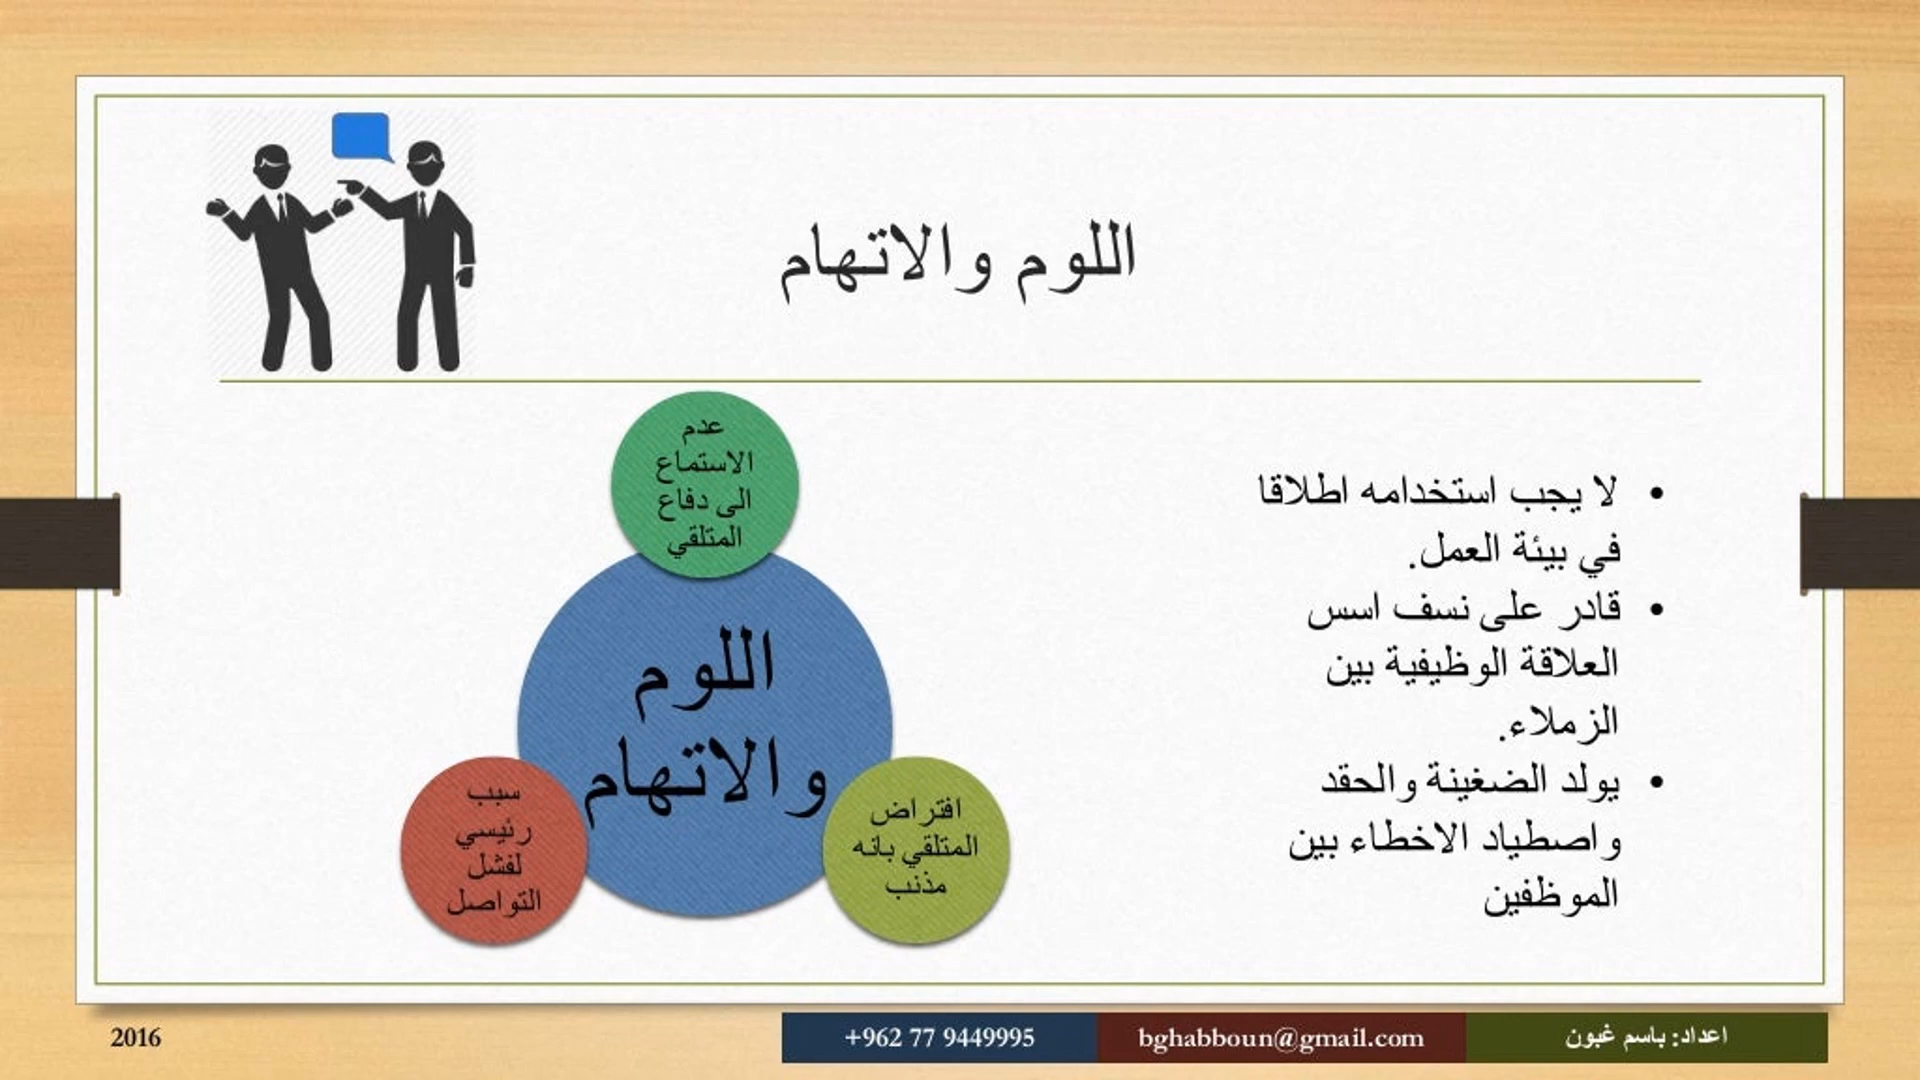 اللوم والاتهام
لا يجب استخدامه اطلاقا
في بيئة العمل.
قادر على نسف اسس
العلاقة الوظيفية بين
الزملاء.
يولد الضغينة والحقد
واصطياد الاخطاء بين
الموظفين
عدم
الاستماع
الى دفاع
المتلقي
اللوم
والاتهام
افتراض
المتلقي بانه
مذنب
سبب
رئيسي
لفشل
التواصل
اعداد: باسم غبون
bghabboun@gmail.com
+962 77 9449995
2016